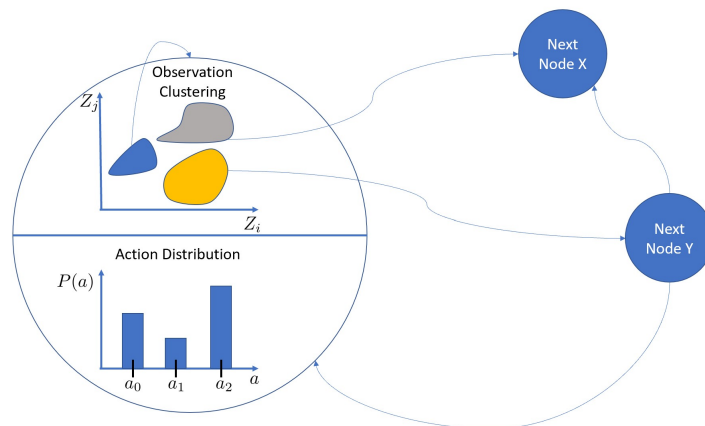 Observation
Clustering
Z_j
Z_i
Action Distribution
P(a)
a_0 a_1 a_2 a
Next
Node X
Next
Node Y